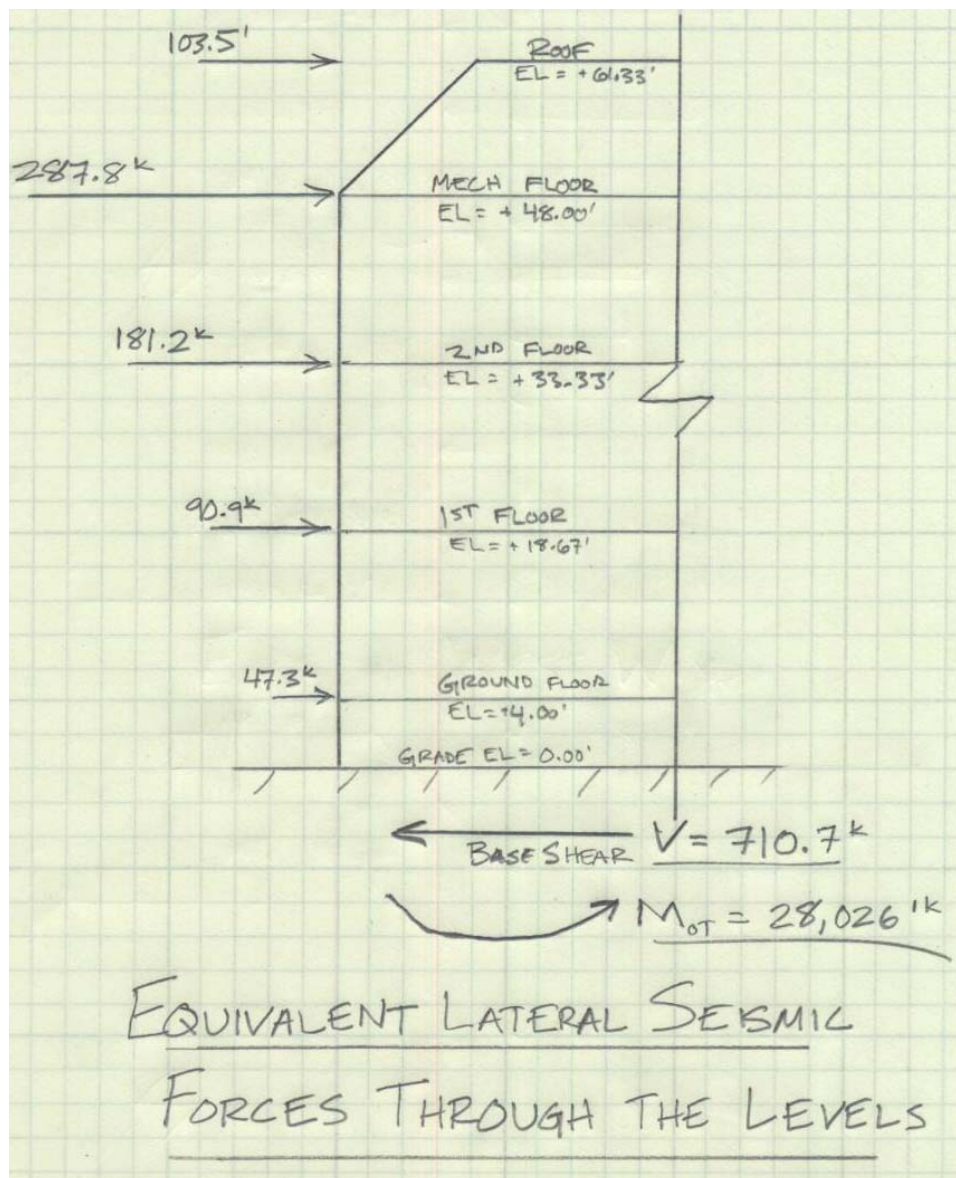 103.5'
ROOF
EL = +61.33'
287.8ᵏ
MECH FLOOR
EL = + 48.00'
181.2ᵏ
2ND FLOOR
EL = + 33.33'
90.9ᵏ
1ST FLOOR
EL = + 18.67'
47.3ᵏ
GROUND FLOOR
EL = +4.00'
GRADE EL = 0.00'
BASE SHEAR V = 710.7ᵏ
M_OT = 28,026 'ᵏ
EQUIVALENT LATERAL SEISMIC
FORCES THROUGH THE LEVELS